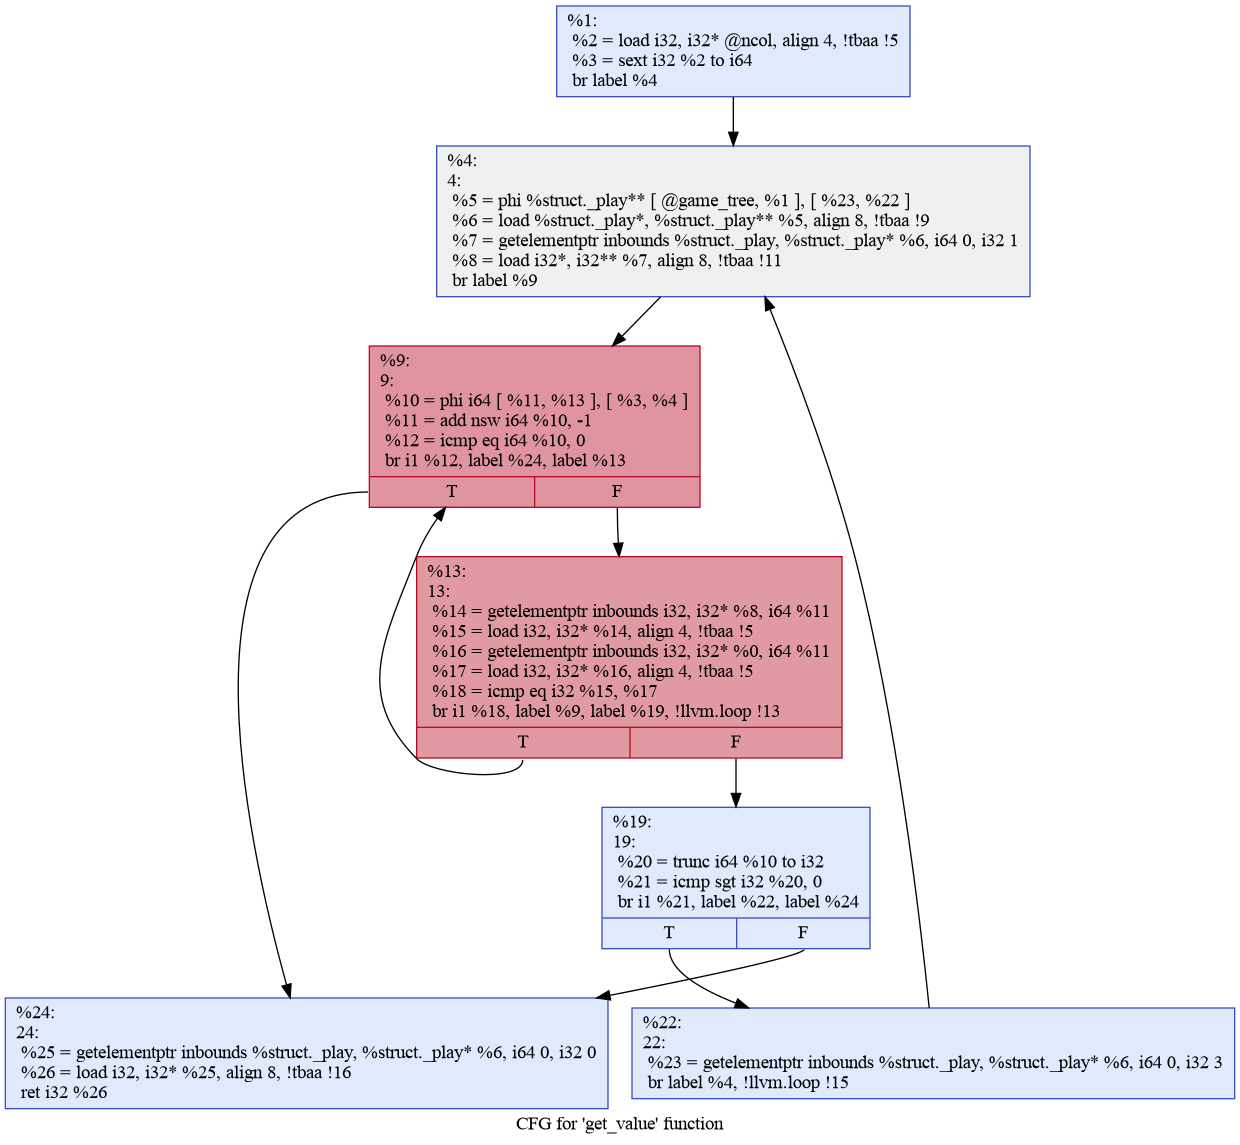 %1:
%2 = load i32, i32* @ncol, align 4, !tbaa !5
%3 = sext i32 %2 to i64
br label %4
%4:
4:
%5 = phi %struct._play** [ @game_tree, %1 ], [ %23, %22 ]
%6 = load %struct._play*, %struct._play** %5, align 8, !tbaa !9
%7 = getelementptr inbounds %struct._play, %struct._play* %6, i64 0, i32 1
%8 = load i32*, i32** %7, align 8, !tbaa !11
br label %9
%9:
9:
%10 = phi i64 [ %11, %13 ], [ %3, %4 ]
%11 = add nsw i64 %10, -1
%12 = icmp eq i64 %10, 0
br i1 %12, label %24, label %13
T F
%13:
13:
%14 = getelementptr inbounds i32, i32* %8, i64 %11
%15 = load i32, i32* %14, align 4, !tbaa !5
%16 = getelementptr inbounds i32, i32* %0, i64 %11
%17 = load i32, i32* %16, align 4, !tbaa !5
%18 = icmp eq i32 %15, %17
br i1 %18, label %9, label %19, !llvm.loop !13
T F
%19:
19:
%20 = trunc i64 %10 to i32
%21 = icmp sgt i32 %20, 0
br i1 %21, label %22, label %24
T F
%24:
24:
%25 = getelementptr inbounds %struct._play, %struct._play* %6, i64 0, i32 0
%26 = load i32, i32* %25, align 8, !tbaa !16
ret i32 %26
%22:
22:
%23 = getelementptr inbounds %struct._play, %struct._play* %6, i64 0, i32 3
br label %4, !llvm.loop !15
CFG for 'get_value' function